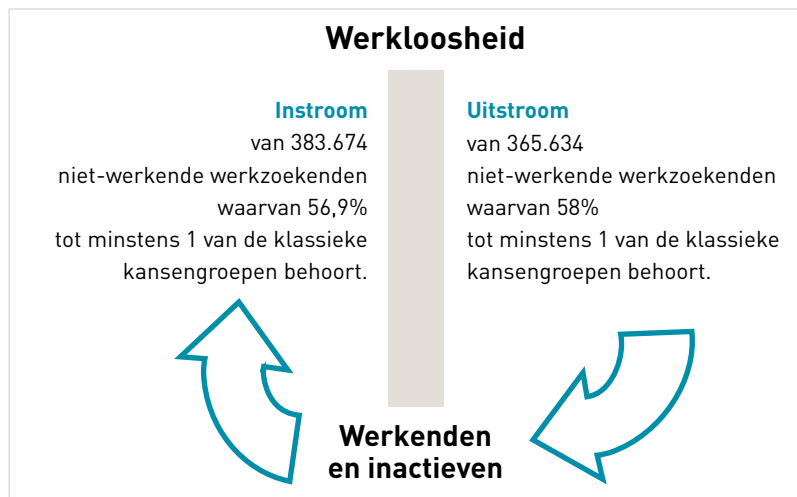 Werkloosheid
Instroom
van 383.674
niet-werkende werkzoekenden
waarvan 56,9%
tot minstens 1 van de klassieke
kansengroepen behoort.
Uitstroom
van 365.634
niet-werkende werkzoekenden
waarvan 58%
tot minstens 1 van de klassieke
kansengroepen behoort.
Werkenden
en inactieven